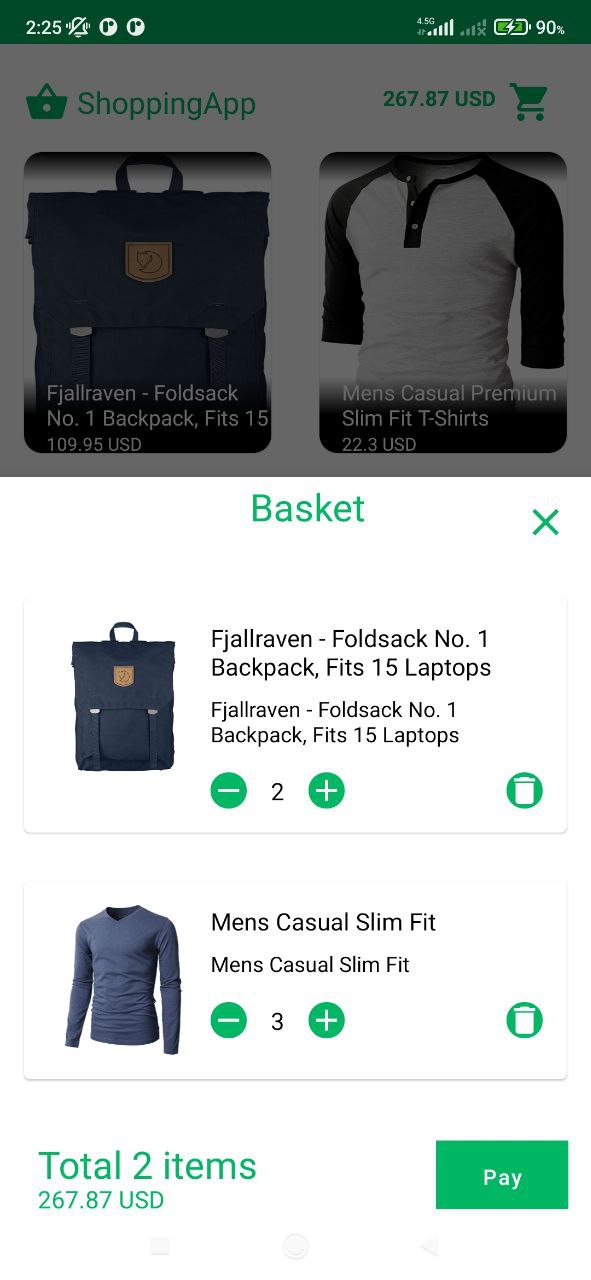 2:25
4.5G
90%
ShoppingApp
267.87 USD
Fjallraven - Foldsack
No. 1 Backpack, Fits 15
109.95 USD
Mens Casual Premium
Slim Fit T-Shirts
22.3 USD
Basket
Fjallraven - Foldsack No. 1
Backpack, Fits 15 Laptops
Fjallraven - Foldsack No. 1
Backpack, Fits 15 Laptops
2
Mens Casual Slim Fit
Mens Casual Slim Fit
3
Total 2 items
267.87 USD
Pay